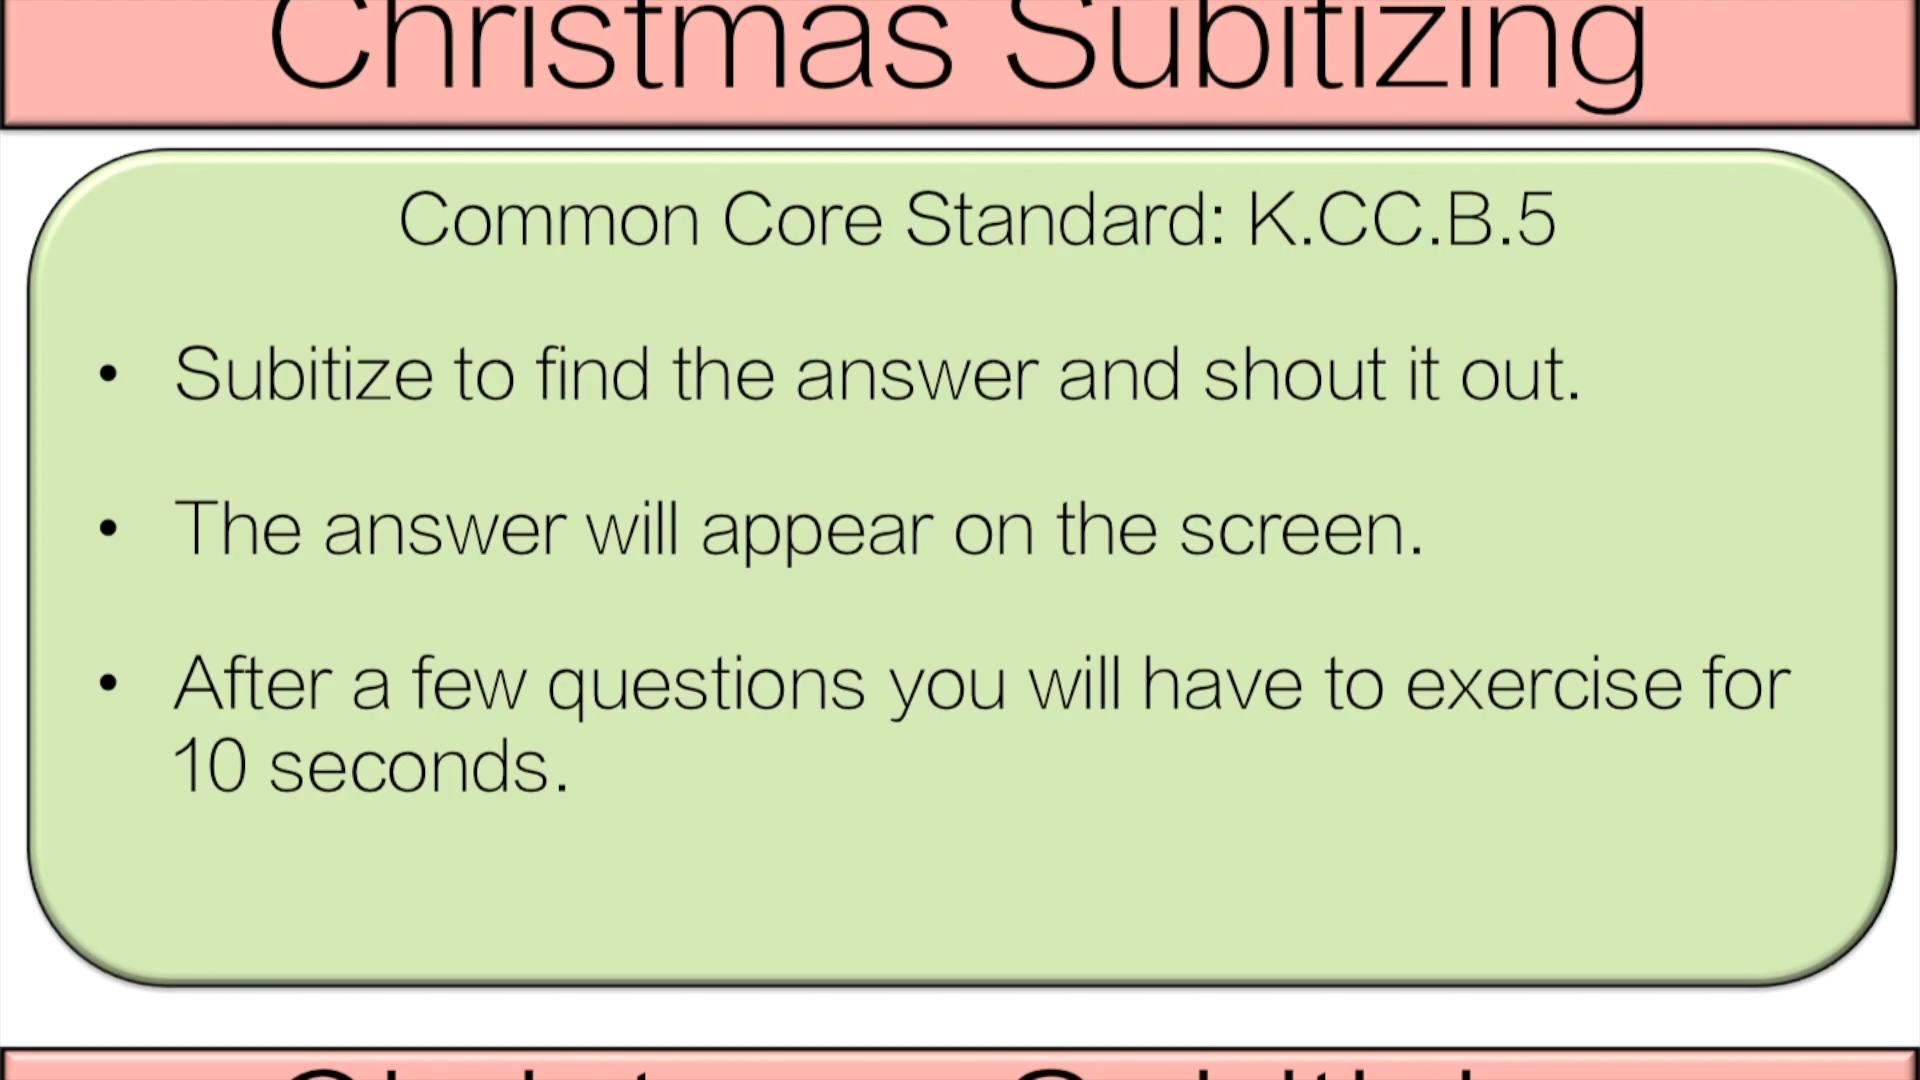 Christmas Subitizing
Common Core Standard: K.CC.B.5
• Subitize to find the answer and shout it out.
• The answer will appear on the screen.
• After a few questions you will have to exercise for
10 seconds.